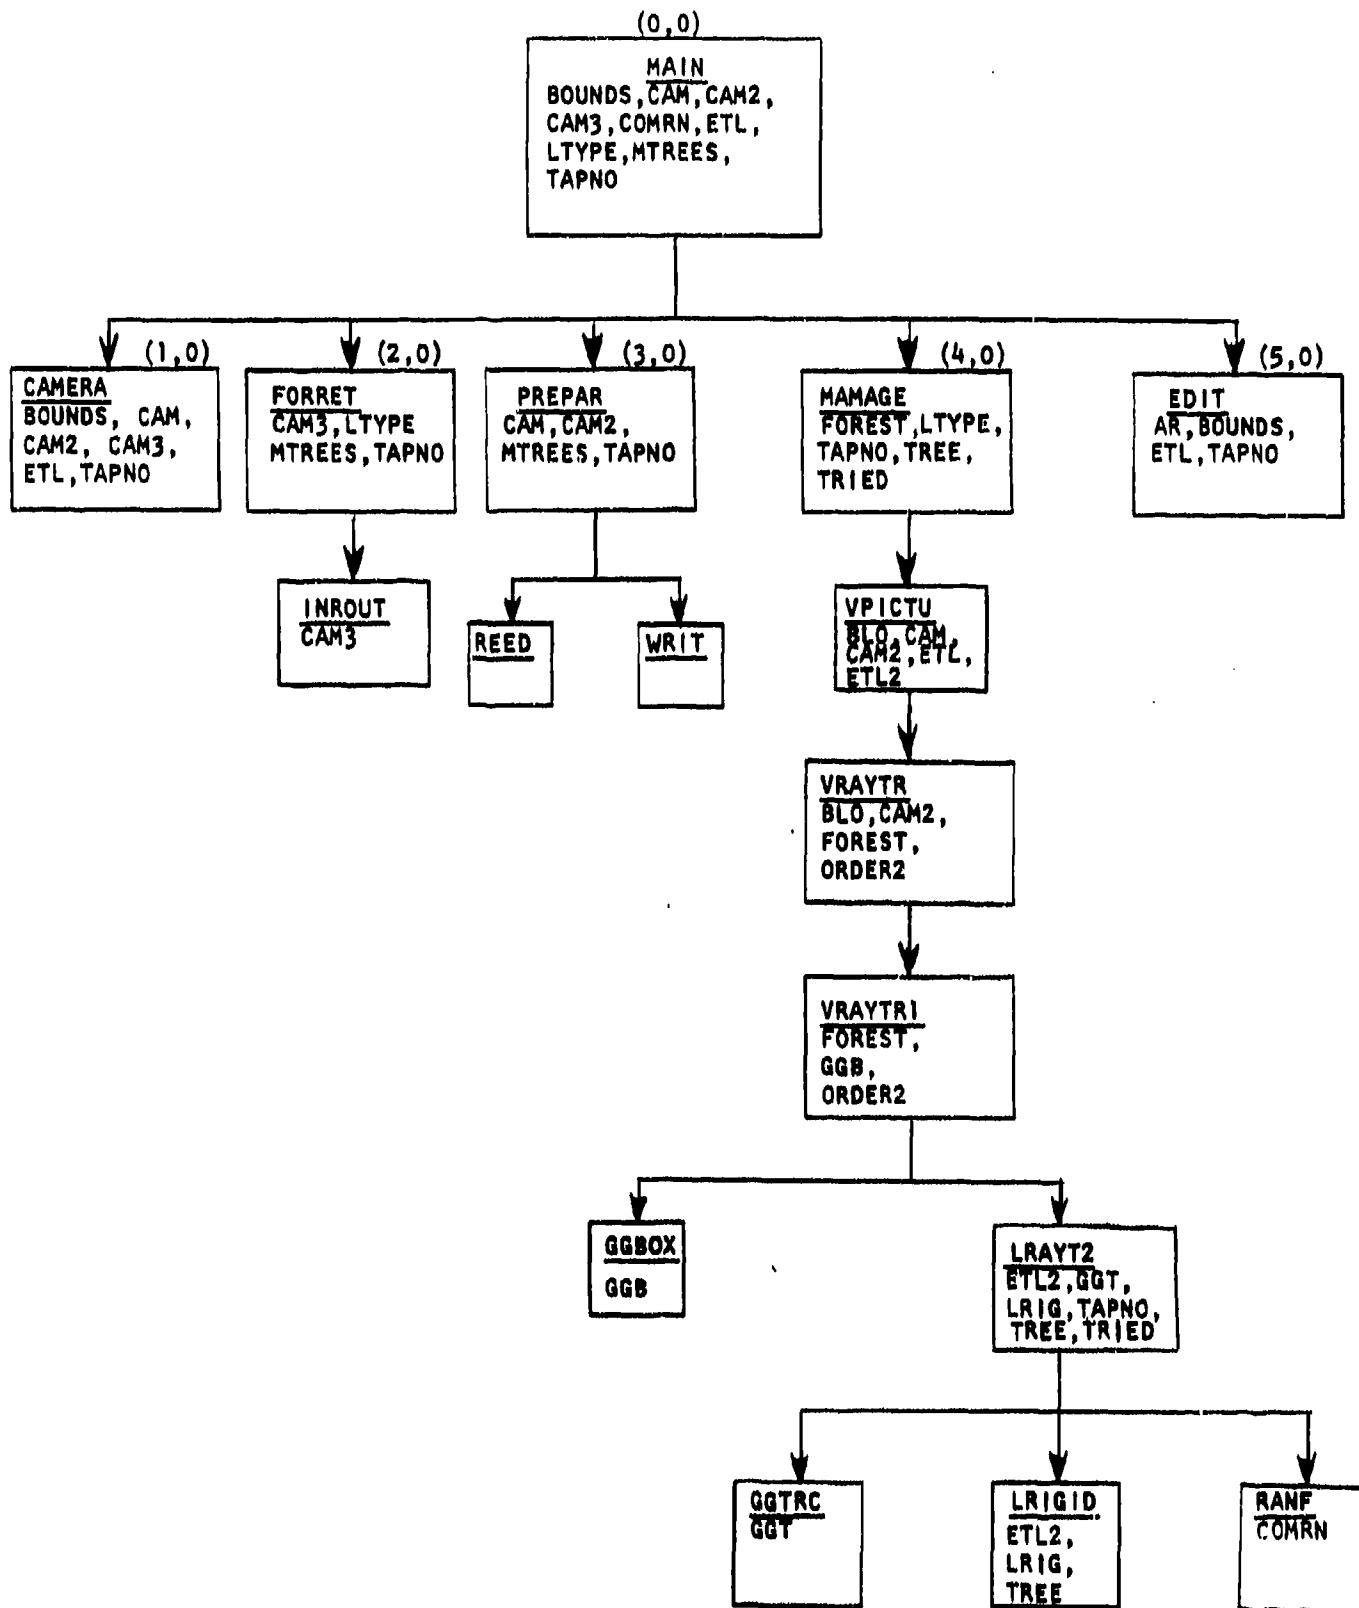 (0,0)
MAIN
BOUNDS, CAM, CAM2,
CAM3, COMRN, ETL,
LTYPE, MTREES,
TAPNO
(1,0)
CAMERA
BOUNDS, CAM,
CAM2, CAM3,
ETL, TAPNO
(2,0)
FORRET
CAM3, LTYPE
MTREES, TAPNO
(3,0)
PREPAR
CAM, CAM2,
MTREES, TAPNO
(4,0)
MAMAGE
FOREST, LTYPE,
TAPNO, TREE,
TRIED
(5,0)
EDIT
AR, BOUNDS,
ETL, TAPNO
INROUT
CAM3
REED
WRIT
VPICTU
BLO, CAM,
CAM2, ETL,
ETL2
VRAYTR
BLO, CAM2,
FOREST,
ORDER2
VRAYTR1
FOREST,
GGB,
ORDER2
GGBOX
GGB
LRAYT2
ETL2, GGT,
LRIG, TAPNO,
TREE, TRIED
GGTRC
GGT
LRIGID
ETL2,
LRIG,
TREE
RANF
COMRN